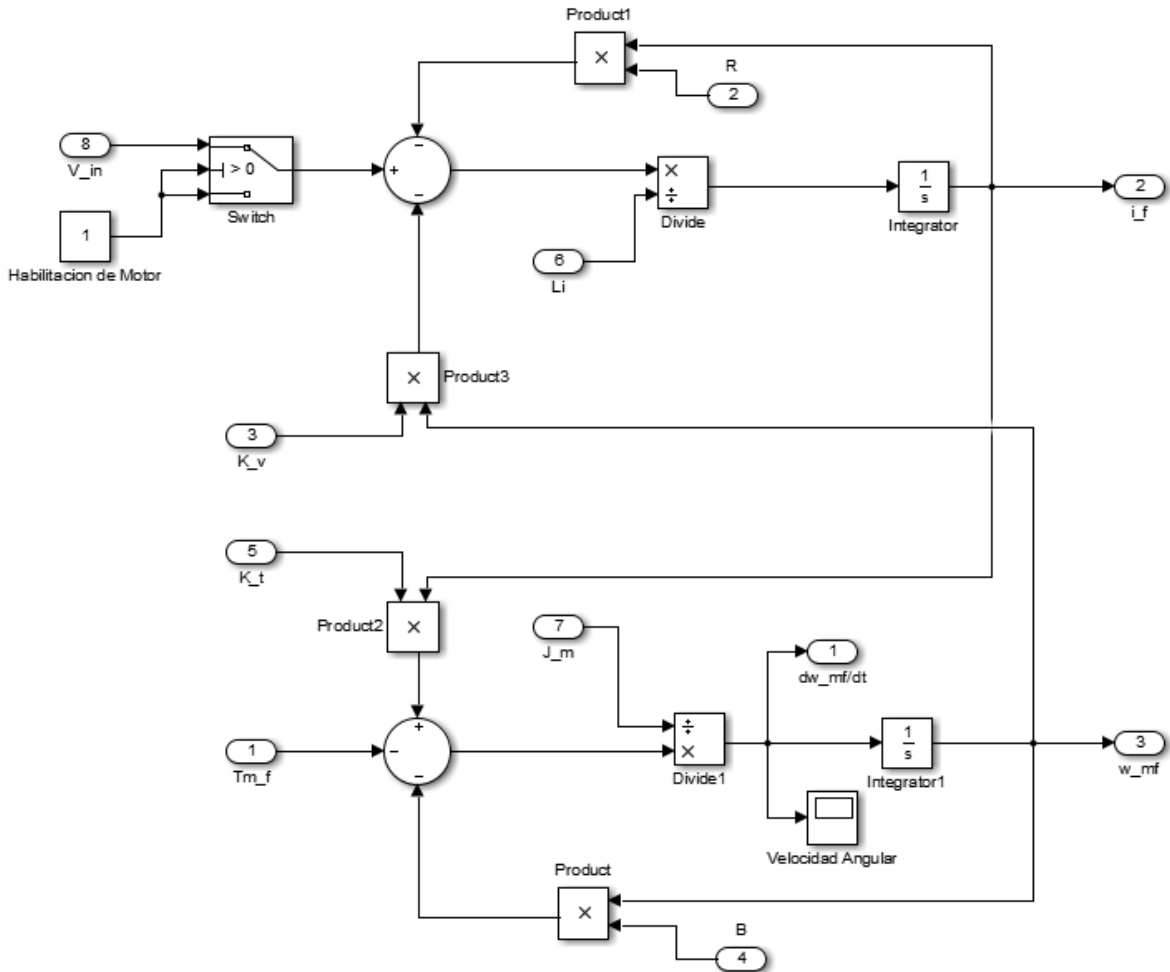 Product1
×
R
2
8
V_in
> 0
Switch
1
Habilitacion de Motor
−
+
−
×
÷
Divide
1
s
Integrator
2
i_f
6
Li
×
Product3
3
K_v
5
K_t
×
Product2
7
J_m
1
dw_mf/dt
+
−
−
1
Tm_f
÷
×
Divide1
1
s
Integrator1
3
w_mf
Velocidad Angular
Product
×
B
4